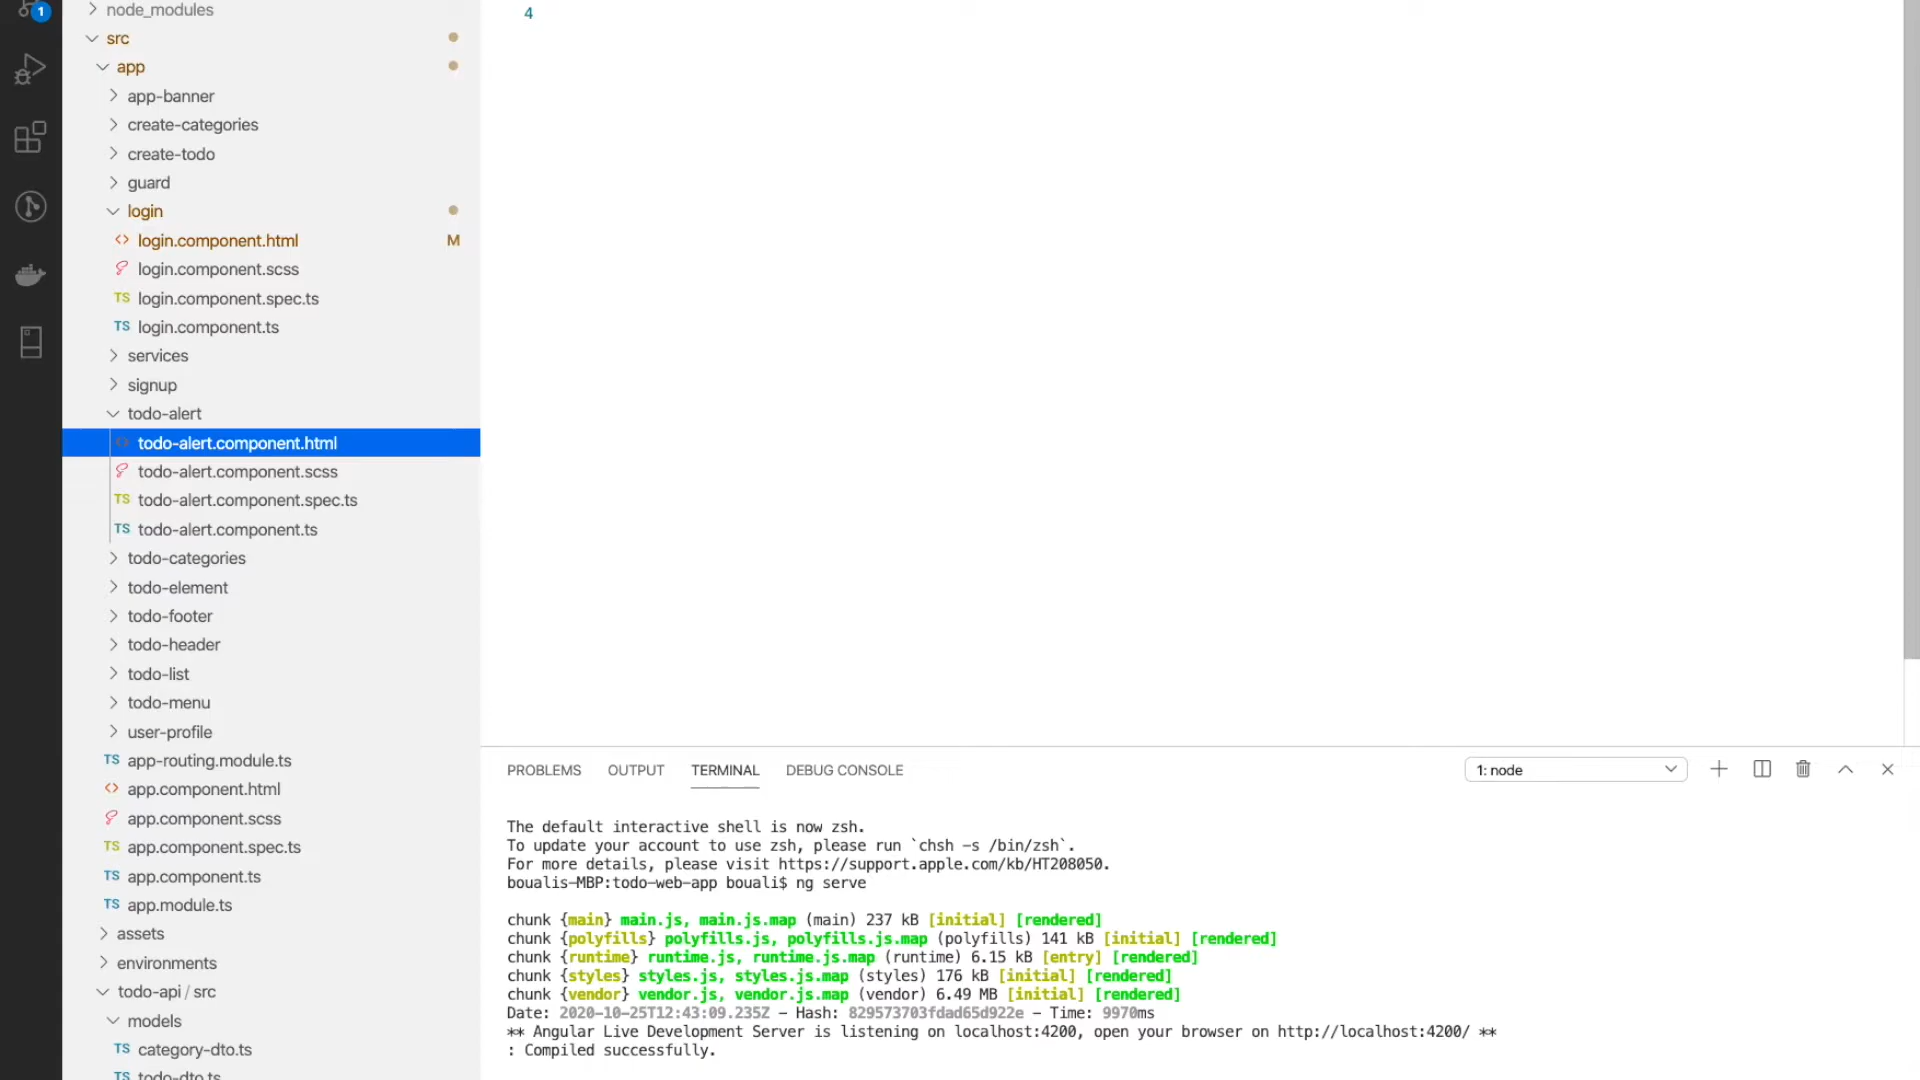 1
node_modules
src
app
app-banner
create-categories
create-todo
guard
login
login.component.html M
login.component.scss
TS login.component.spec.ts
TS login.component.ts
services
signup
todo-alert
todo-alert.component.html
todo-alert.component.scss
TS todo-alert.component.spec.ts
TS todo-alert.component.ts
todo-categories
todo-element
todo-footer
todo-header
todo-list
todo-menu
user-profile
TS app-routing.module.ts
app.component.html
app.component.scss
TS app.component.spec.ts
TS app.component.ts
TS app.module.ts
assets
environments
todo-api / src
models
TS category-dto.ts
TS todo-dto.ts
4
PROBLEMS OUTPUT TERMINAL DEBUG CONSOLE 1: node
The default interactive shell is now zsh.
To update your account to use zsh, please run `chsh -s /bin/zsh`.
For more details, please visit https://support.apple.com/kb/HT208050.
boualis-MBP:todo-web-app bouali$ ng serve
chunk {main} main.js, main.js.map (main) 237 kB [initial] [rendered]
chunk {polyfills} polyfills.js, polyfills.js.map (polyfills) 141 kB [initial] [rendered]
chunk {runtime} runtime.js, runtime.js.map (runtime) 6.15 kB [entry] [rendered]
chunk {styles} styles.js, styles.js.map (styles) 176 kB [initial] [rendered]
chunk {vendor} vendor.js, vendor.js.map (vendor) 6.49 MB [initial] [rendered]
Date: 2020-10-25T12:43:09.235Z - Hash: 829573703fdad65d922e - Time: 9970ms
** Angular Live Development Server is listening on localhost:4200, open your browser on http://localhost:4200/ **
: Compiled successfully.